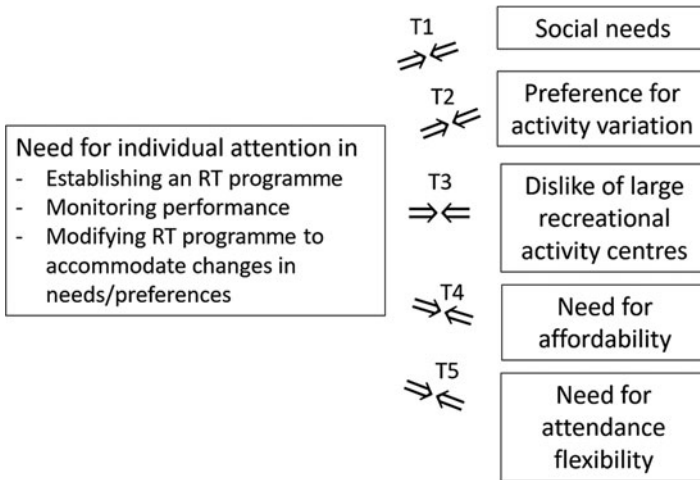 Need for individual attention in
- Establishing an RT programme
- Monitoring performance
- Modifying RT programme to
accommodate changes in
needs/preferences
T1
Social needs
T2
Preference for
activity variation
T3
Dislike of large
recreational
activity centres
T4
Need for
affordability
T5
Need for
attendance
flexibility